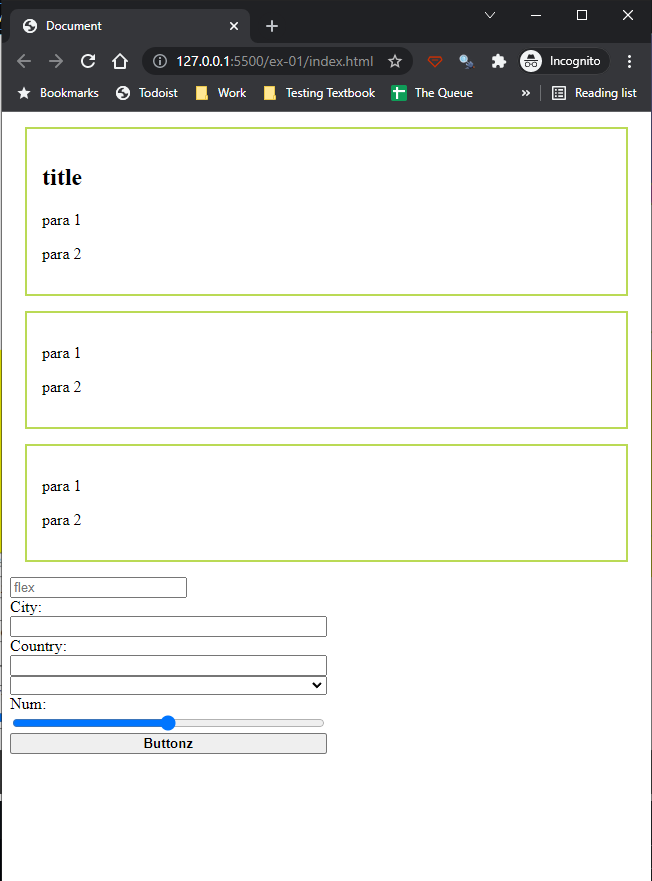 Document
127.0.0.1:5500/ex-01/index.html
Incognito
Bookmarks Todoist Work Testing Textbook The Queue » Reading list
title
para 1
para 2
para 1
para 2
para 1
para 2
flex
City:
Country:
Num:
Buttonz